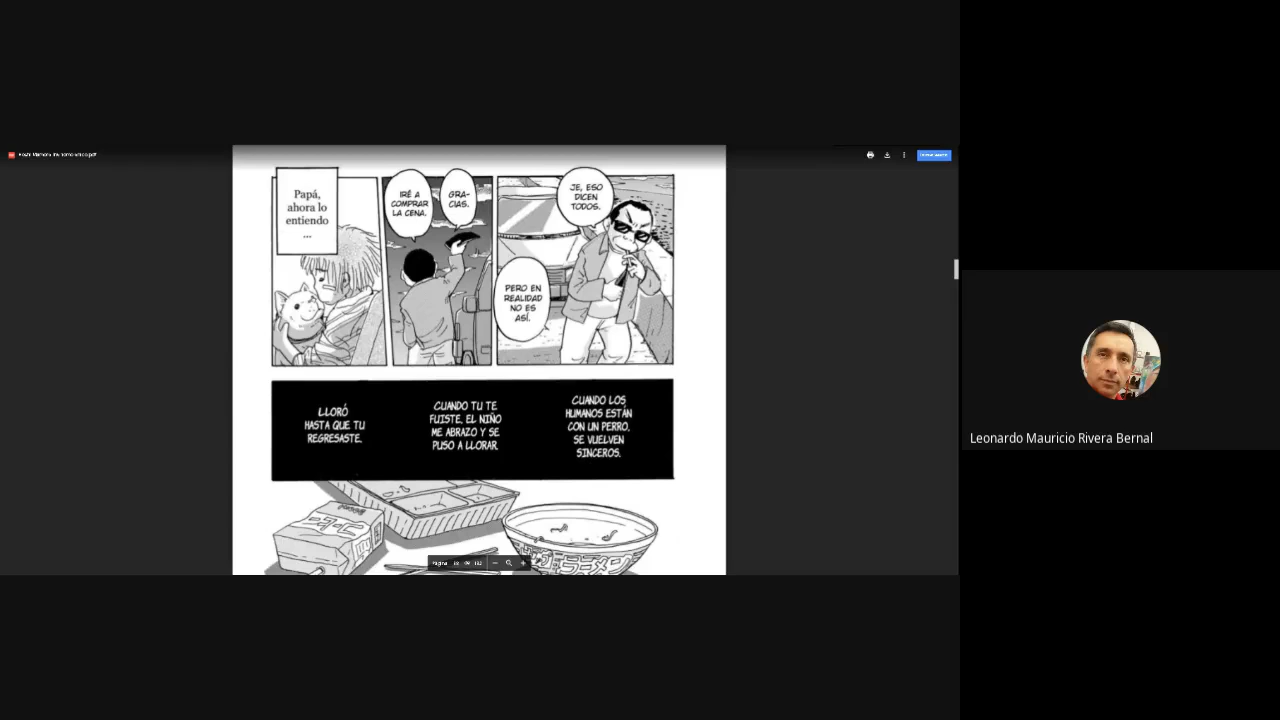 JE, ESO
DICEN
TODOS.
PERO EN
REALIDAD
NO ES
ASÍ.
GRA-
CIAS.
IRÉ A
COMPRAR
LA CENA.
Papá,
ahora lo
entiendo
...
CUANDO LOS
HUMANOS ESTÁN
CON UN PERRO,
SE VUELVEN
SINCEROS.
CUANDO TU TE
FUISTE, EL NIÑO
ME ABRAZO Y SE
PUSO A LLORAR.
LLORÓ
HASTA QUE TU
REGRESASTE.
Página
Leonardo Mauricio Rivera Bernal